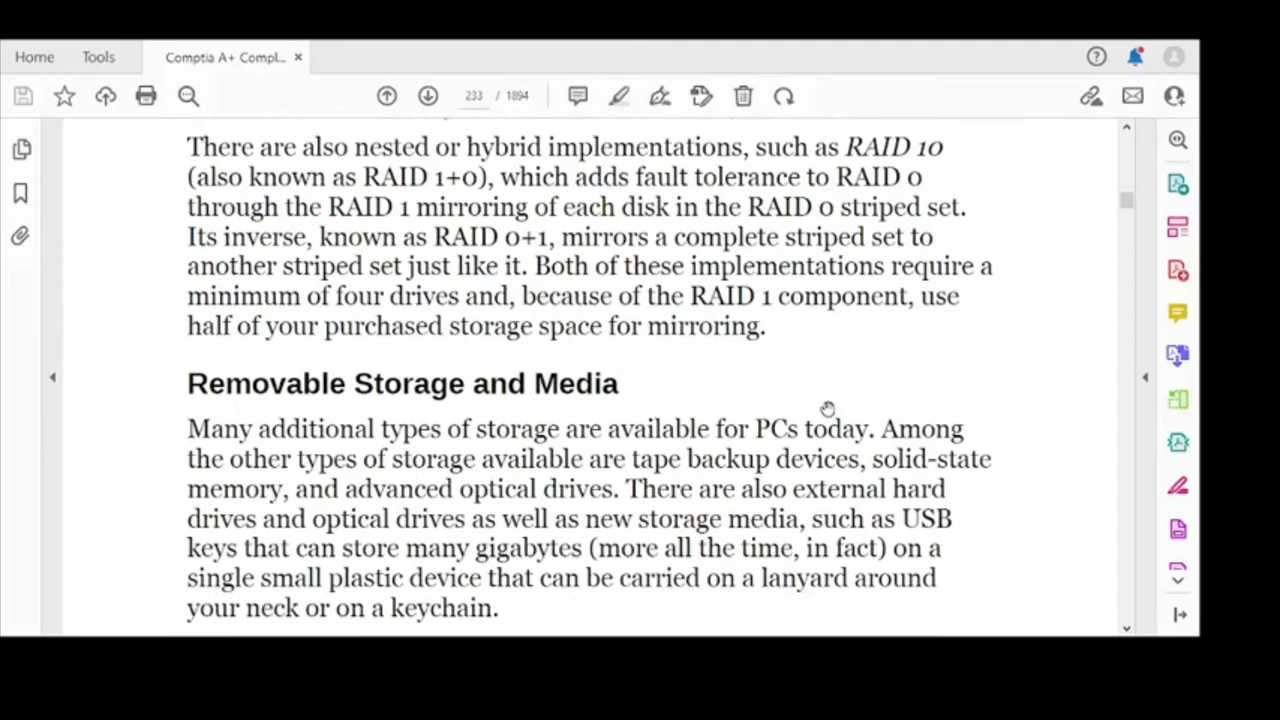 Home Tools Comptia A+ Compl... ×
233 / 1894
There are also nested or hybrid implementations, such as RAID 10
(also known as RAID 1+0), which adds fault tolerance to RAID 0
through the RAID 1 mirroring of each disk in the RAID 0 striped set.
Its inverse, known as RAID 0+1, mirrors a complete striped set to
another striped set just like it. Both of these implementations require a
minimum of four drives and, because of the RAID 1 component, use
half of your purchased storage space for mirroring.
Removable Storage and Media
Many additional types of storage are available for PCs today. Among
the other types of storage available are tape backup devices, solid-state
memory, and advanced optical drives. There are also external hard
drives and optical drives as well as new storage media, such as USB
keys that can store many gigabytes (more all the time, in fact) on a
single small plastic device that can be carried on a lanyard around
your neck or on a keychain.